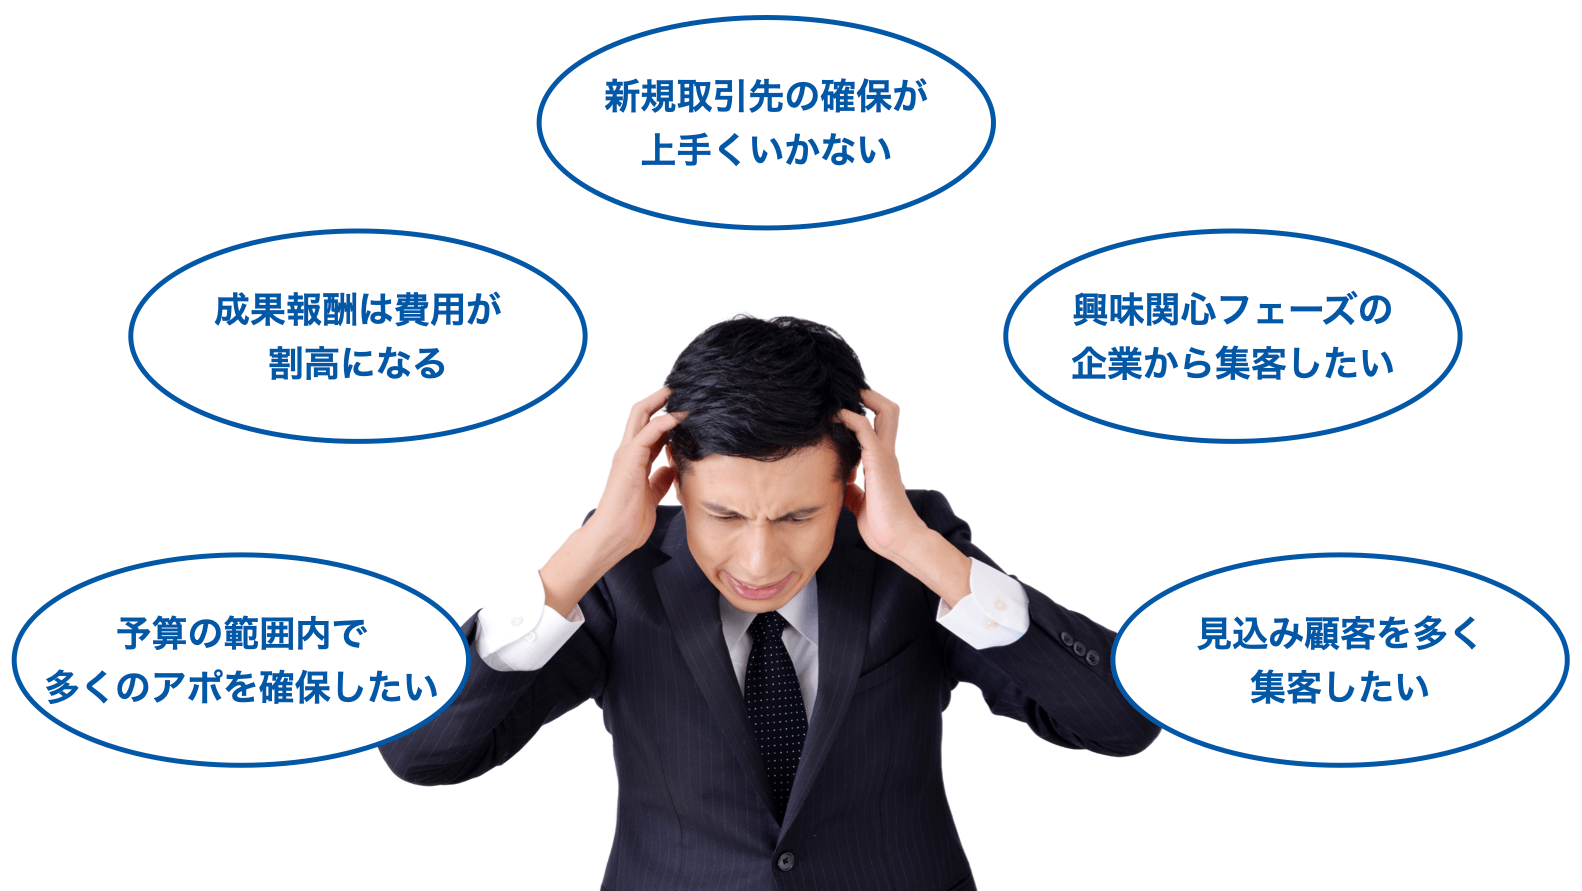 新規取引先の確保が
上手くいかない
成果報酬は費用が
割高になる
興味関心フェーズの
企業から集客したい
予算の範囲内で
多くのアポを確保したい
見込み顧客を多く
集客したい